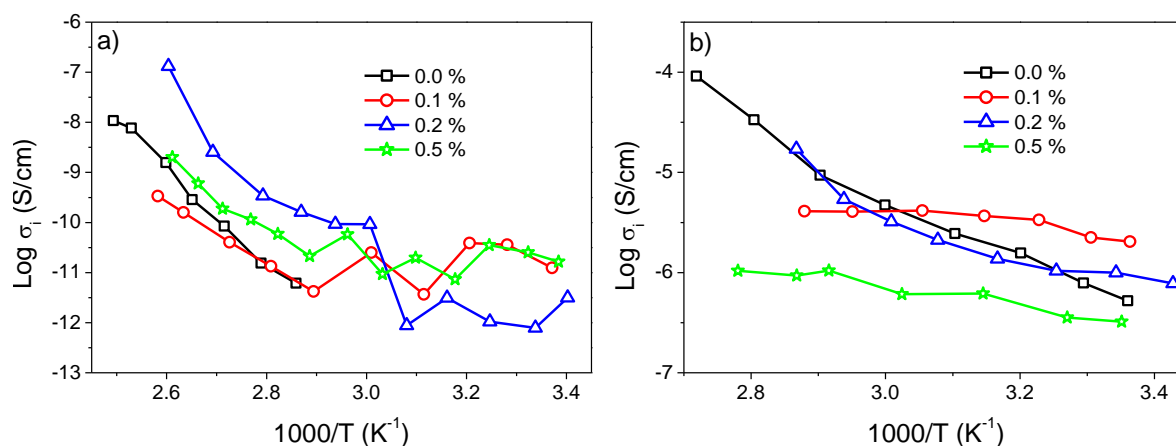 a)
0.0 %
0.1 %
0.2 %
0.5 %
-5
-6
-7
-8
-9
-10
-11
-12
-13
Log σi (S/cm)
2.6 2.8 3.0 3.2 3.4
1000/T (K-1)
b)
0.0 %
0.1 %
0.2 %
0.5 %
-4
-5
-6
-7
Log σi (S/cm)
2.8 3.0 3.2 3.4
1000/T (K-1)